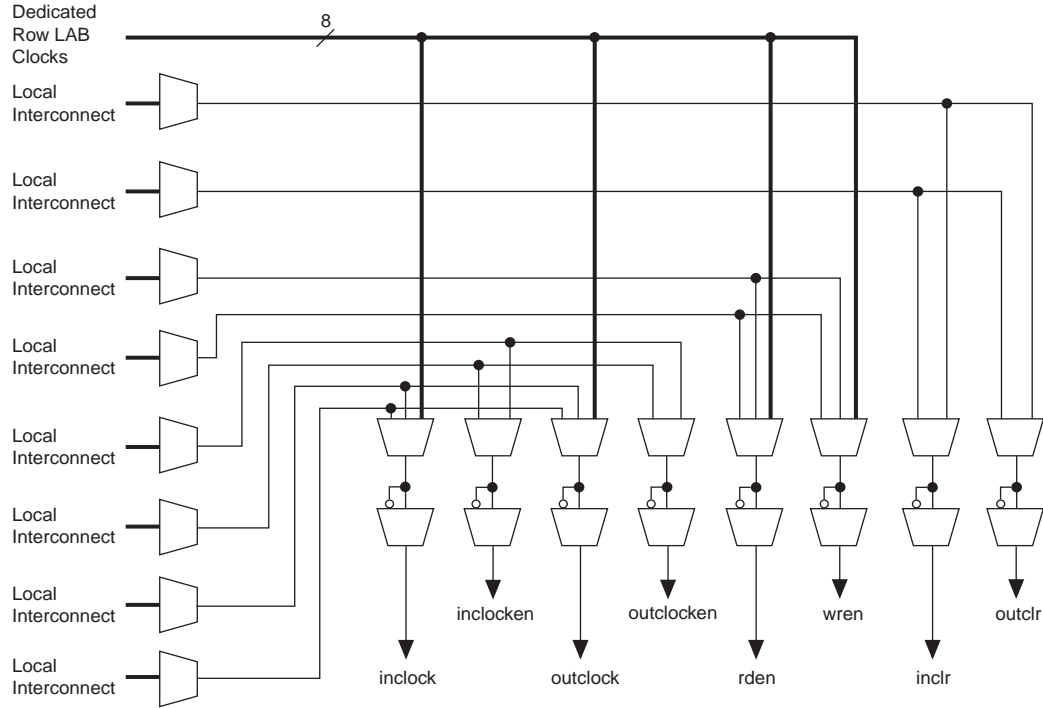 Dedicated
Row LAB
Clocks
8
Local
Interconnect
Local
Interconnect
Local
Interconnect
Local
Interconnect
Local
Interconnect
Local
Interconnect
Local
Interconnect
Local
Interconnect
inclocken
outclocken
wren
outclr
inclock
outclock
rden
inclr